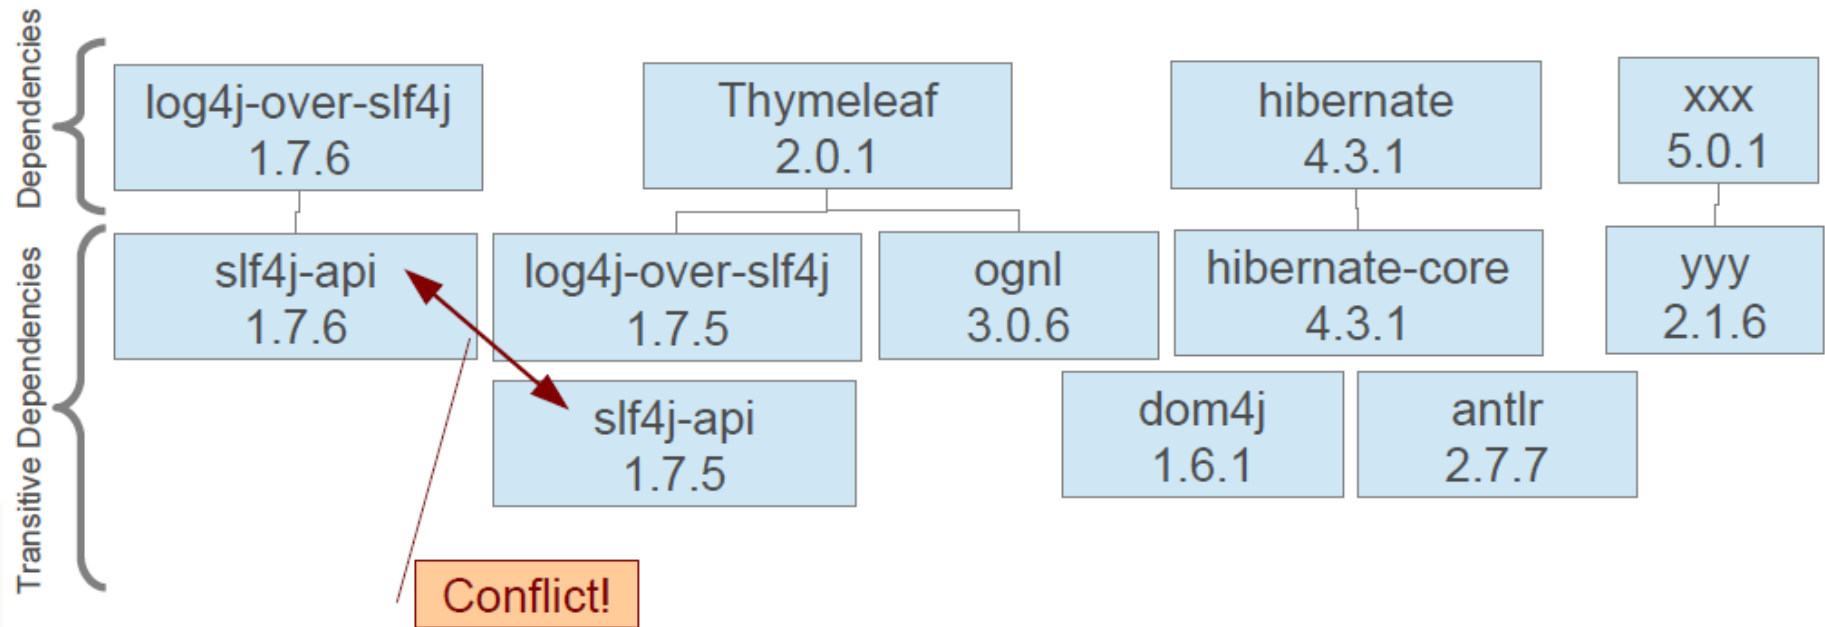 Dependencies
log4j-over-slf4j
1.7.6
Thymeleaf
2.0.1
hibernate
4.3.1
xxx
5.0.1
Transitive Dependencies
slf4j-api
1.7.6
log4j-over-slf4j
1.7.5
ognl
3.0.6
hibernate-core
4.3.1
yyy
2.1.6
slf4j-api
1.7.5
dom4j
1.6.1
antlr
2.7.7
Conflict!